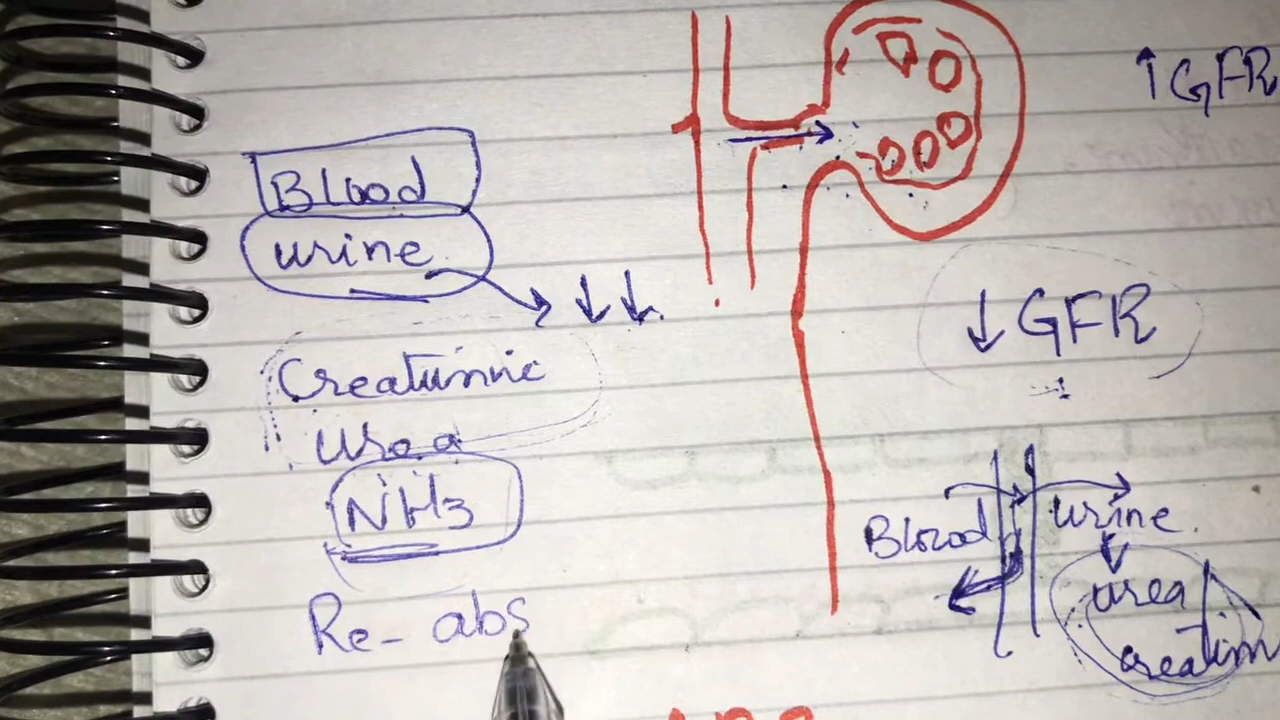 ↑ GFR
Blood
urine → ↓↓
↓ GFR
Creatinine
urea
NH3
Blood urine
urea
creatin
Re-abs